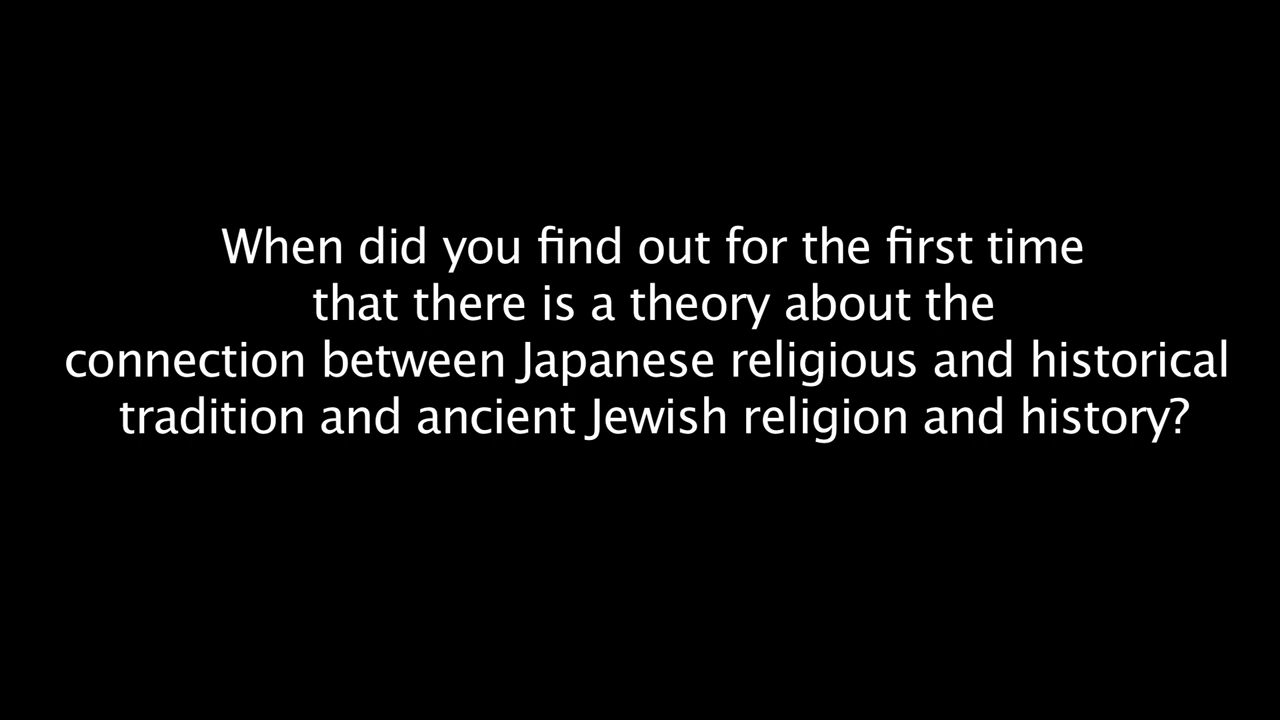 When did you find out for the first time
that there is a theory about the
connection between Japanese religious and historical
tradition and ancient Jewish religion and history?